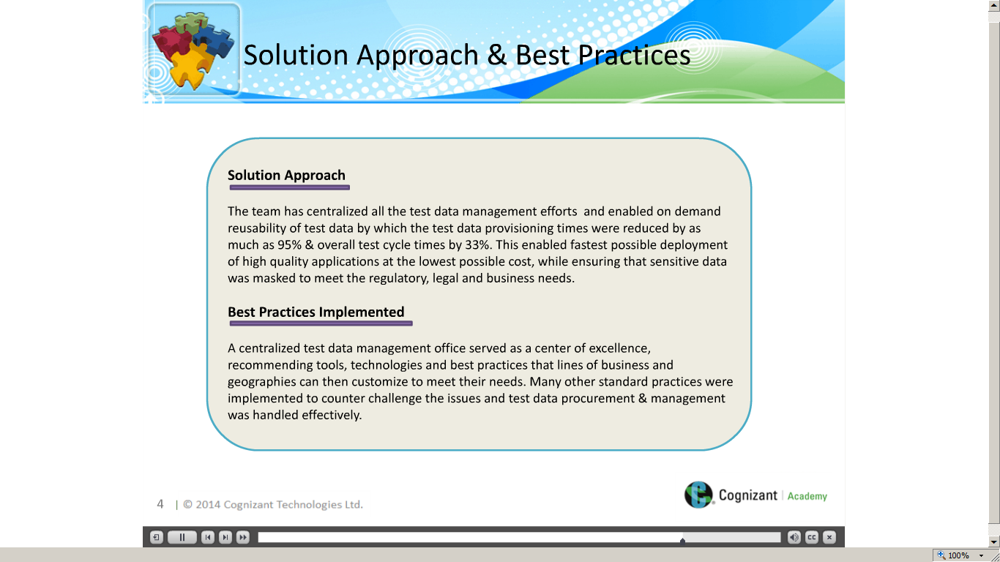 Solution Approach & Best Practices
Solution Approach
The team has centralized all the test data management efforts  and enabled on demand
reusability of test data by which the test data provisioning times were reduced by as
much as 95% & overall test cycle times by 33%. This enabled fastest possible deployment
of high quality applications at the lowest possible cost, while ensuring that sensitive data
was masked to meet the regulatory, legal and business needs.
Best Practices Implemented
A centralized test data management office served as a center of excellence,
recommending tools, technologies and best practices that lines of business and
geographies can then customize to meet their needs. Many other standard practices were
implemented to counter challenge the issues and test data procurement & management
was handled effectively.
4 | © 2014 Cognizant Technologies Ltd.
Cognizant | Academy
CC
100%